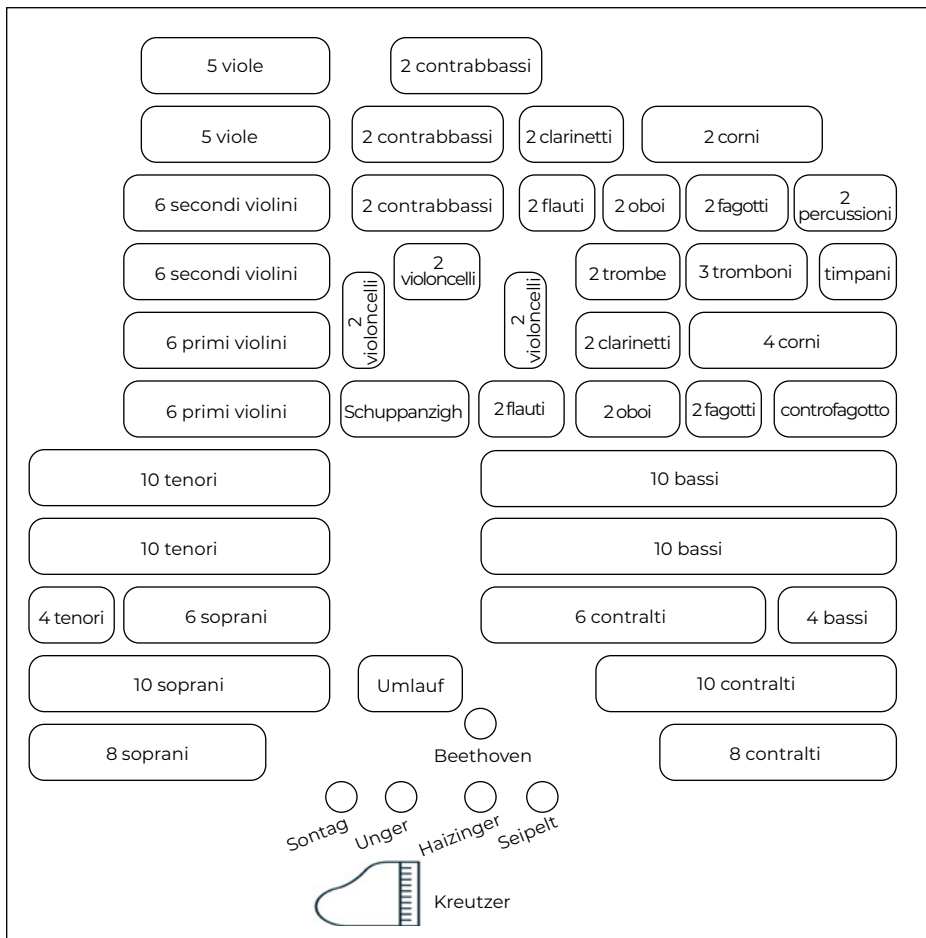 5 viole
2 contrabbassi
5 viole
2 contrabbassi
2 clarinetti
2 corni
6 secondi violini
2 contrabbassi
2 flauti
2 oboi
2 fagotti
2
percussioni
6 secondi violini
2
violoncelli
2
violoncelli
2
violoncelli
2 trombe
3 tromboni
timpani
6 primi violini
2 clarinetti
4 corni
6 primi violini
Schuppanzigh
2 flauti
2 oboi
2 fagotti
controfagotto
10 tenori
10 bassi
10 tenori
10 bassi
4 tenori
6 soprani
6 contralti
4 bassi
10 soprani
Umlauf
10 contralti
8 soprani
Beethoven
8 contralti
Sontag
Unger
Haizinger
Seipelt
Kreutzer